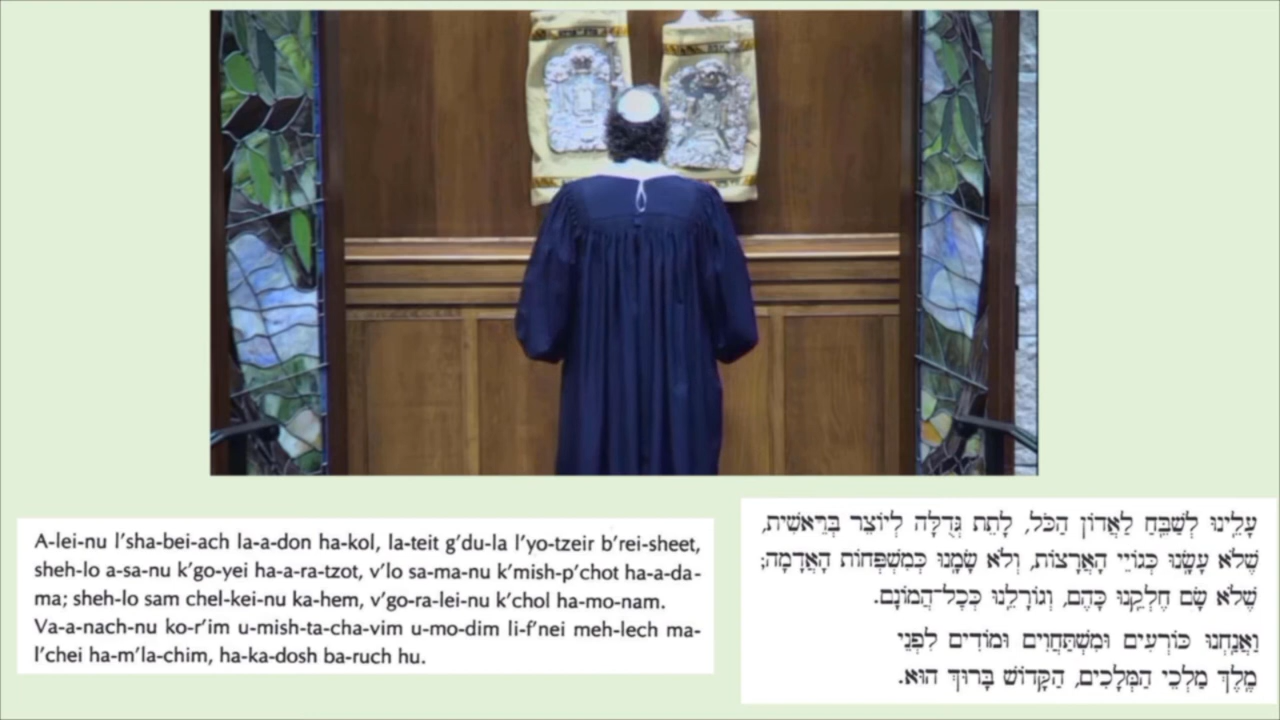 A-lei-nu l'sha-bei-ach la-a-don ha-kol, la-teit g'du-la l'yo-tzeir b'rei-sheet,
sheh-lo a-sa-nu k'go-yei ha-a-ra-tzot, v'lo sa-ma-nu k'mish-p'chot ha-a-da-
ma; sheh-lo sam chel-kei-nu ka-hem, v'go-ra-lei-nu k'chol ha-mo-nam.
Va-a-nach-nu ko-r'im u-mish-ta-cha-vim u-mo-dim li-f'nei meh-lech ma-
l'chei ha-m'la-chim, ha-ka-dosh ba-ruch hu.
עָלֵינוּ לְשַׁבֵּחַ לַאֲדוֹן הַכֹּל, לָתֵת גְּדֻלָּה לְיוֹצֵר בְּרֵאשִׁית,
שֶׁלֹּא עָשָׂנוּ כְּגוֹיֵי הָאֲרָצוֹת, וְלֹא שָׂמָנוּ כְּמִשְׁפְּחוֹת הָאֲדָמָה;
שֶׁלֹּא שָׂם חֶלְקֵנוּ כָּהֶם, וְגוֹרָלֵנוּ כְּכָל־הֲמוֹנָם.
וַאֲנַחְנוּ כּוֹרְעִים וּמִשְׁתַּחֲוִים וּמוֹדִים לִפְנֵי
מֶלֶךְ מַלְכֵי הַמְּלָכִים, הַקָּדוֹשׁ בָּרוּךְ הוּא.